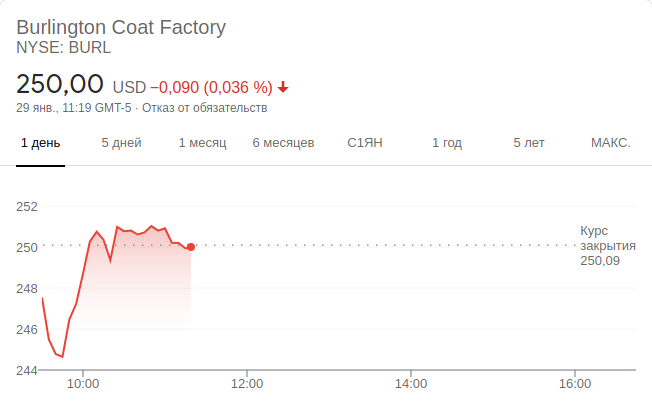 Burlington Coat Factory
NYSE: BURL
250,00 USD −0,090 (0,036 %)
29 янв., 11:19 GMT-5 · Отказ от обязательств
1 день 5 дней 1 месяц 6 месяцев С1ЯН 1 год 5 лет МАКС.
252
250
248
246
244
Курс
закрытия
250,09
10:00 12:00 14:00 16:00